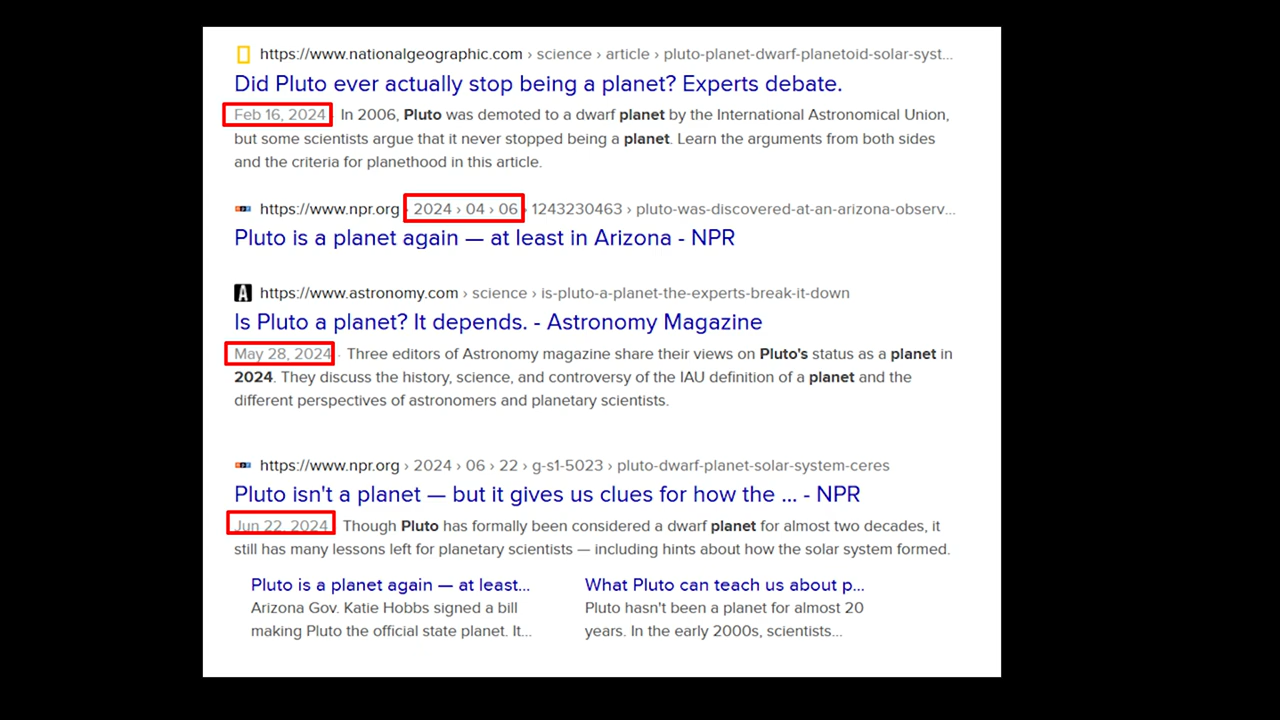 https://www.nationalgeographic.com › science › article › pluto-planet-dwarf-planetoid-solar-syst...
Did Pluto ever actually stop being a planet? Experts debate.
Feb 16, 2024 In 2006, Pluto was demoted to a dwarf planet by the International Astronomical Union,
but some scientists argue that it never stopped being a planet. Learn the arguments from both sides
and the criteria for planethood in this article.
https://www.npr.org › 2024 › 04 › 06 › 1243230463 › pluto-was-discovered-at-an-arizona-observ...
Pluto is a planet again — at least in Arizona - NPR
https://www.astronomy.com › science › is-pluto-a-planet-the-experts-break-it-down
Is Pluto a planet? It depends. - Astronomy Magazine
May 28, 2024 · Three editors of Astronomy magazine share their views on Pluto's status as a planet in
2024. They discuss the history, science, and controversy of the IAU definition of a planet and the
different perspectives of astronomers and planetary scientists.
https://www.npr.org › 2024 › 06 › 22 › g-s1-5023 › pluto-dwarf-planet-solar-system-ceres
Pluto isn't a planet — but it gives us clues for how the ... - NPR
Jun 22, 2024 Though Pluto has formally been considered a dwarf planet for almost two decades, it
still has many lessons left for planetary scientists — including hints about how the solar system formed.
Pluto is a planet again — at least...
Arizona Gov. Katie Hobbs signed a bill
making Pluto the official state planet. It...
What Pluto can teach us about p...
Pluto hasn't been a planet for almost 20
years. In the early 2000s, scientists...